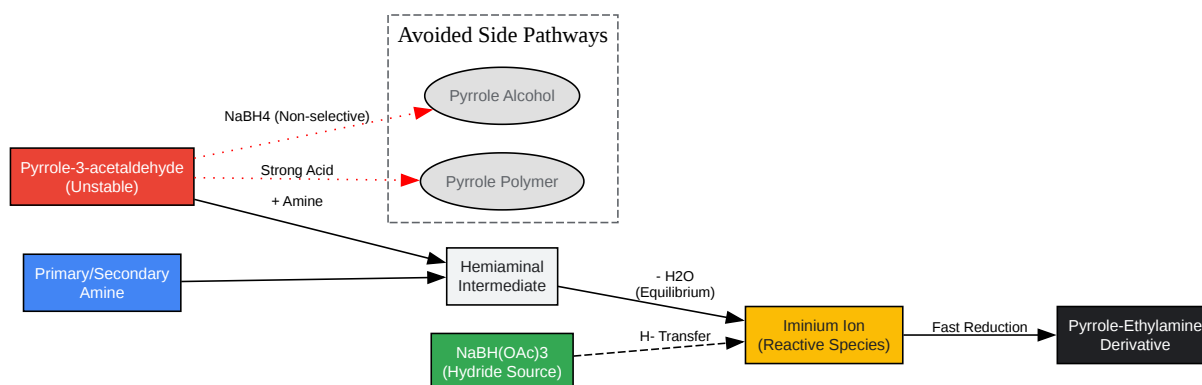 Avoided Side Pathways
Pyrrole Alcohol
NaBH4 (Non-selective)
Pyrrole-3-acetaldehyde
(Unstable)
Strong Acid
Pyrrole Polymer
+ Amine
Primary/Secondary
Amine
Hemiaminal
Intermediate
- H2O
(Equilibrium)
NaBH(OAc)3
(Hydride Source)
H- Transfer
Iminium Ion
(Reactive Species)
Fast Reduction
Pyrrole-Ethylamine
Derivative